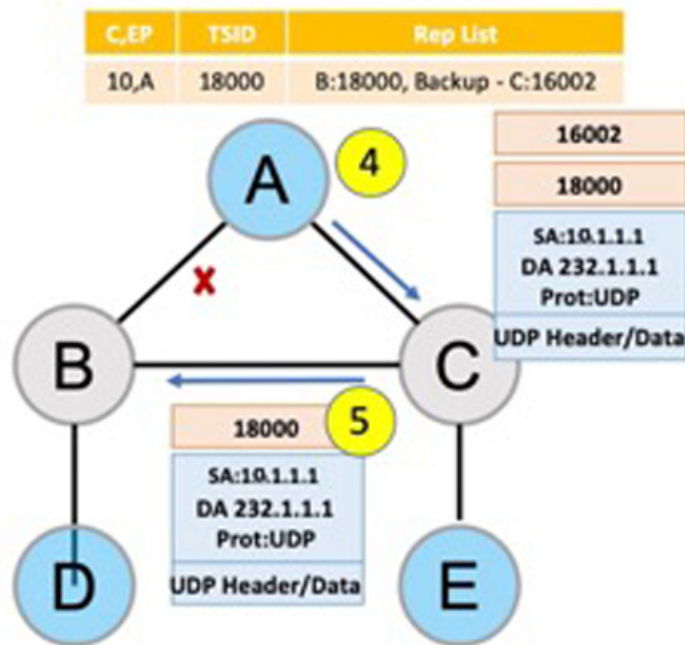 C,EP TSID Rep List
10,A 18000 B:18000, Backup - C:16002
A
4
16002
18000
SA:10.1.1.1
DA 232.1.1.1
Prot:UDP
UDP Header/Data
X
B
C
5
18000
SA:10.1.1.1
DA 232.1.1.1
Prot:UDP
UDP Header/Data
D
E